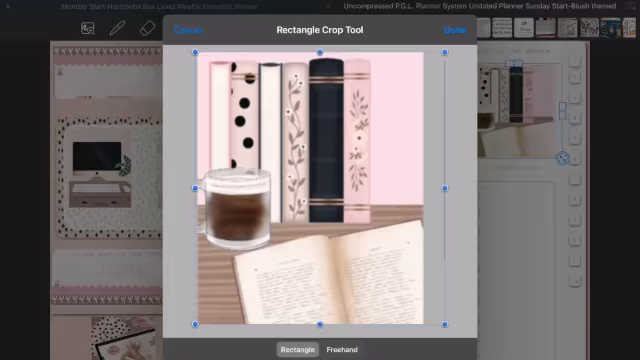 Monday Start Horizontal Box Lined Weekly Essential Planner
Uncompressed P.G.L. Planner System Undated Planner Sunday Start-Blush themed
Cancel
Rectangle Crop Tool
Done
Rectangle
Freehand